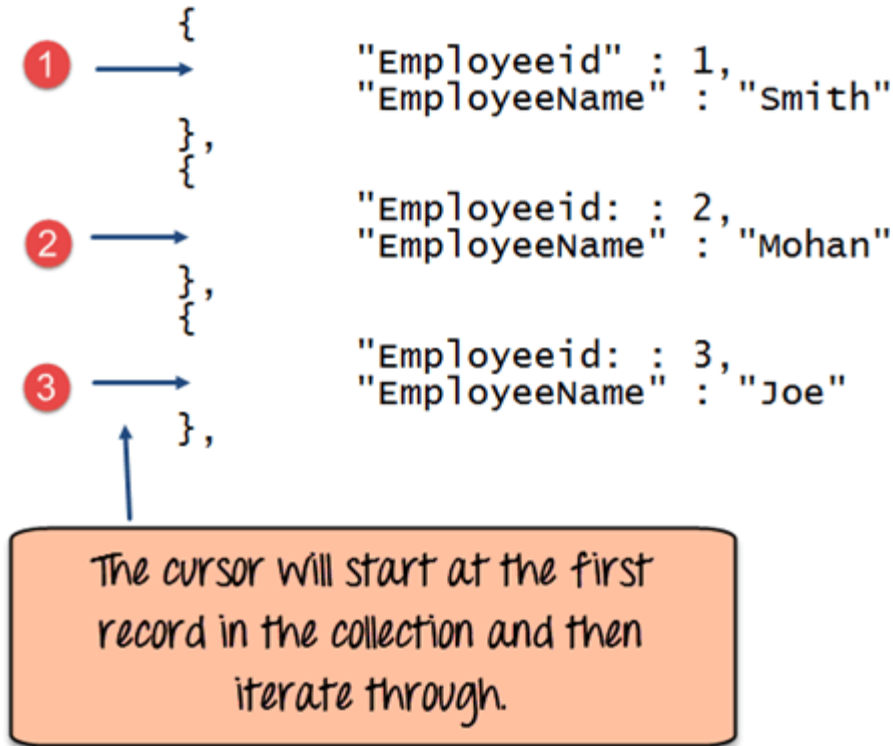 {
1
"Employeeid" : 1,
"EmployeeName" : "Smith"
},
{
"Employeeid: : 2,
2
"EmployeeName" : "Mohan"
},
{
"Employeeid: : 3,
3
"EmployeeName" : "Joe"
},
The cursor will start at the first
record in the collection and then
iterate through.